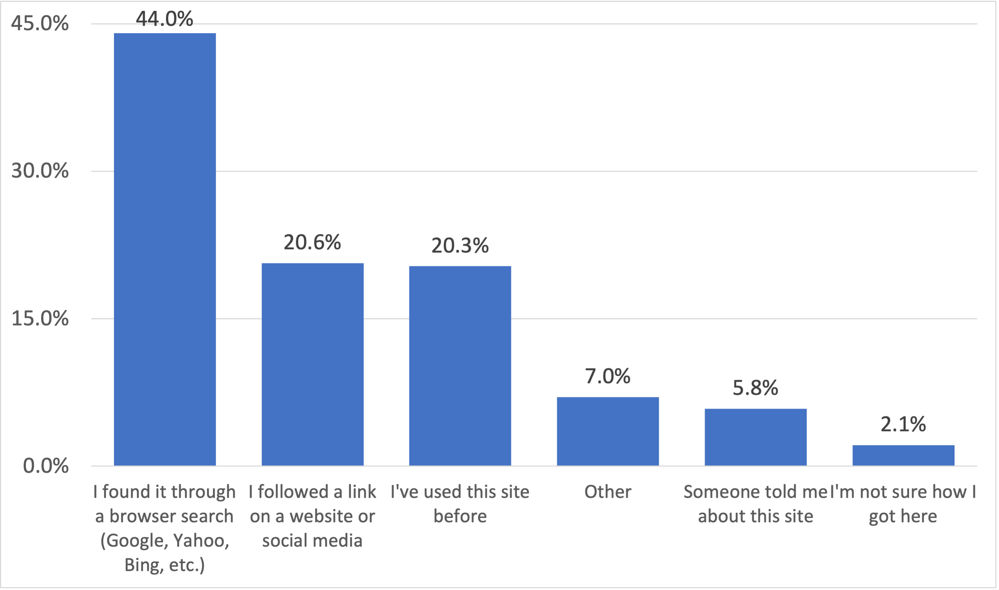 45.0%
30.0%
15.0%
0.0%
44.0%
20.6%
20.3%
7.0%
5.8%
2.1%
I found it through
a browser search
(Google, Yahoo,
Bing, etc.)
I followed a link
on a website or
social media
I've used this site
before
Other
Someone told me
about this site
I'm not sure how I
got here